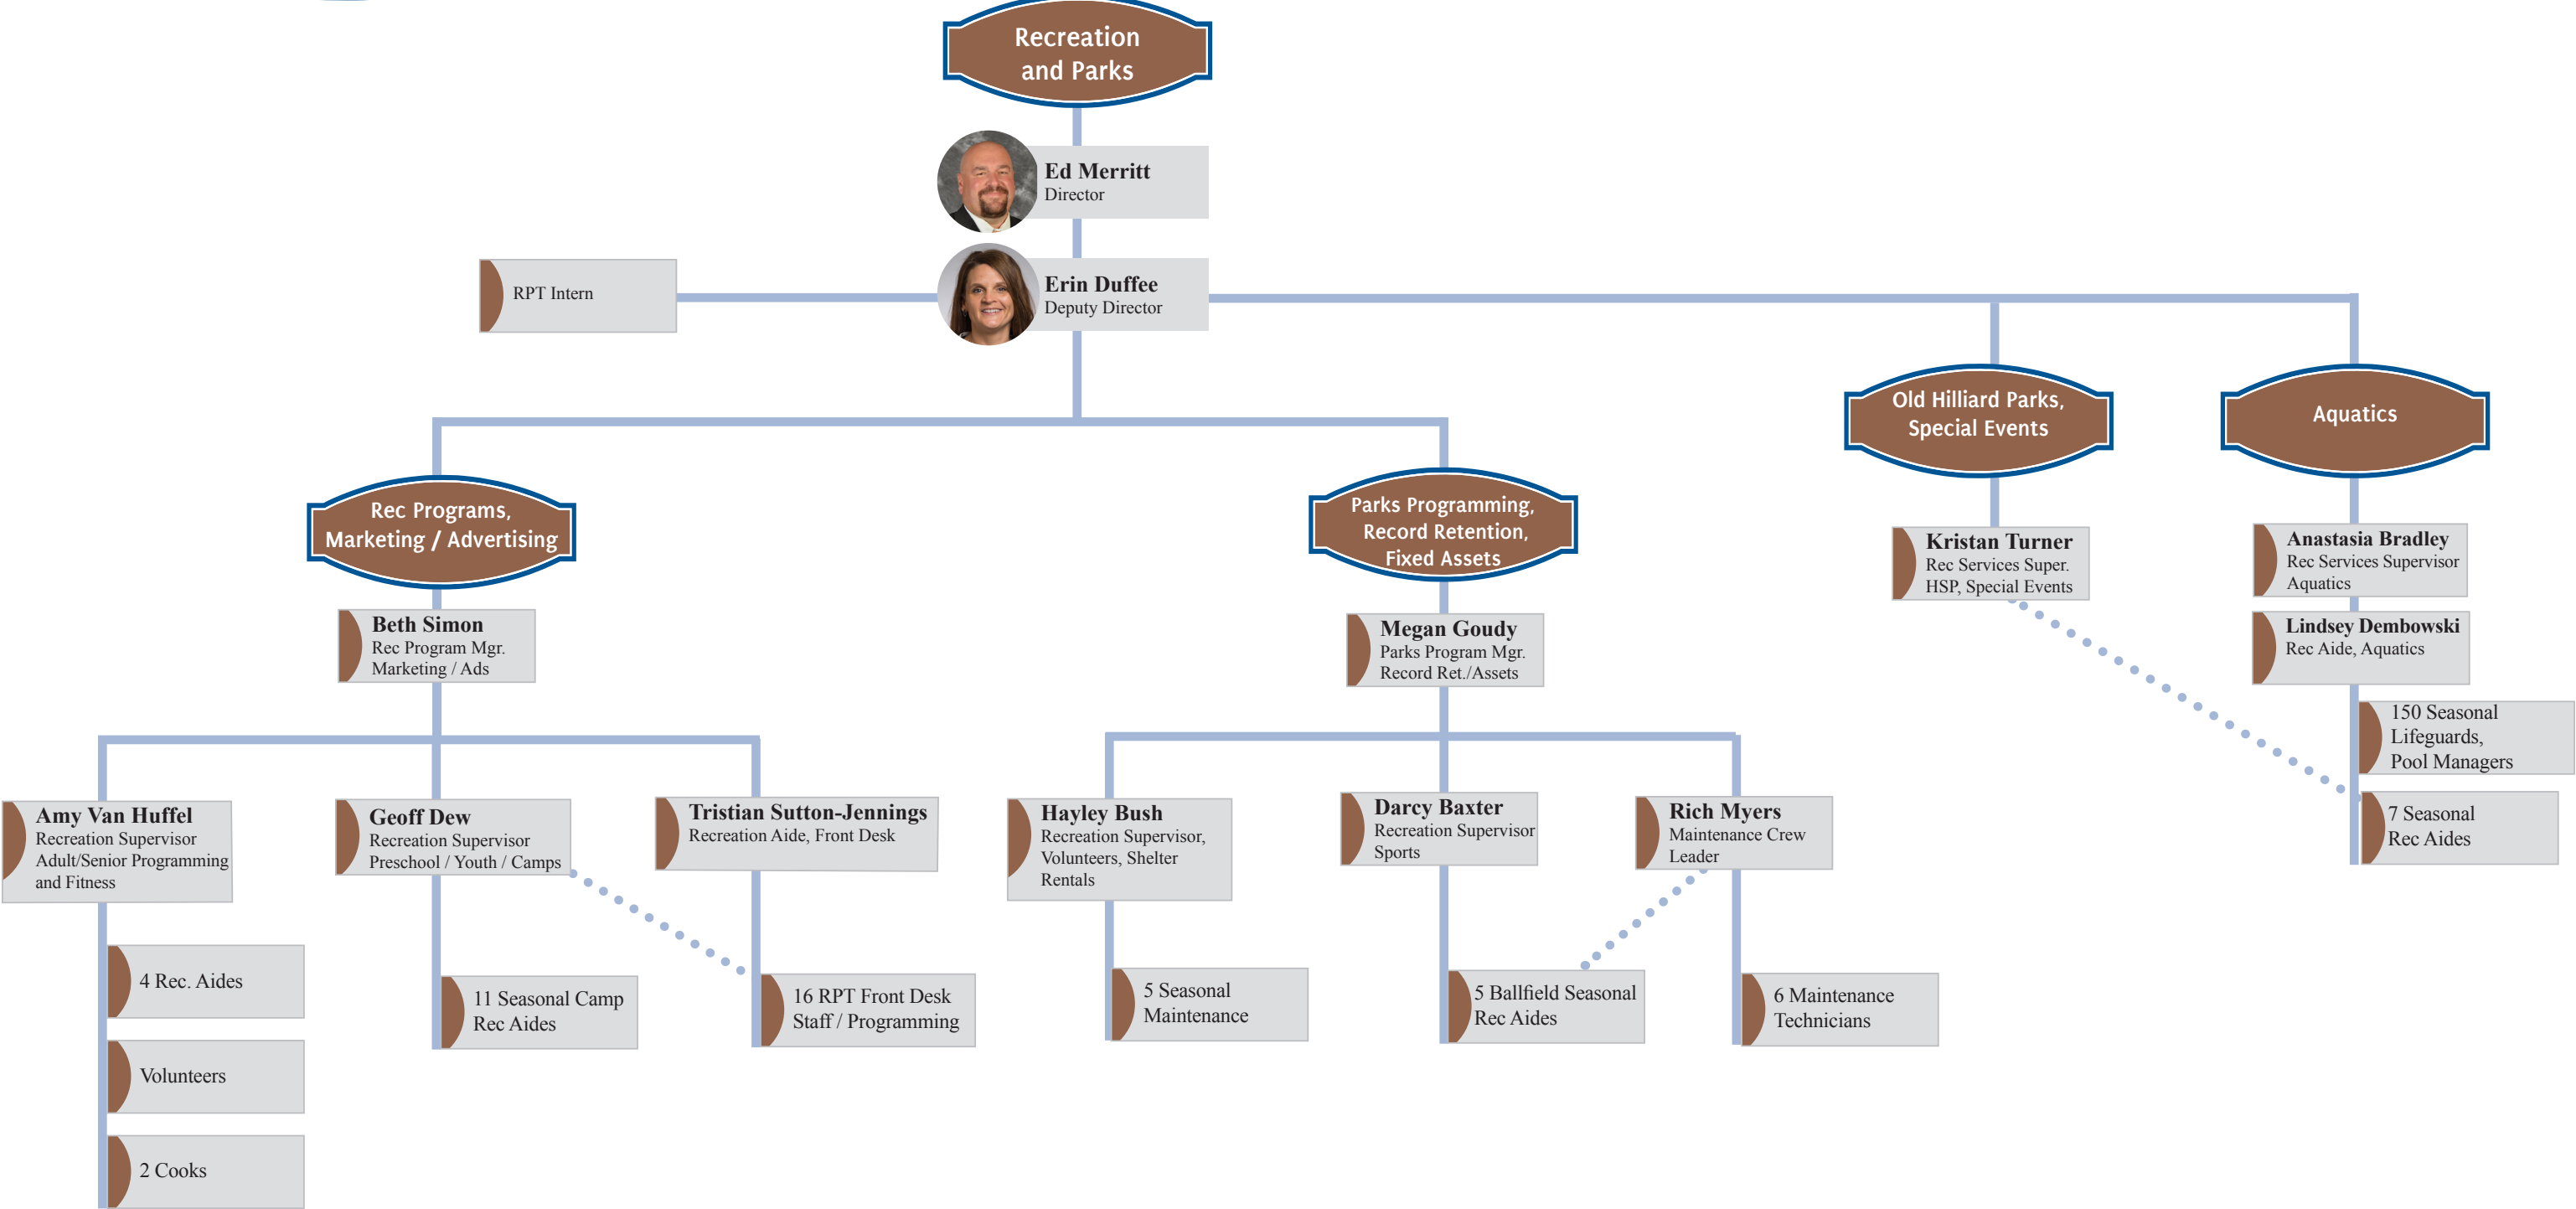 Recreation
and Parks
Ed Merritt
Director
RPT Intern
Erin Duffee
Deputy Director
Old Hilliard Parks,
Special Events
Aquatics
Rec Programs,
Marketing / Advertising
Parks Programming,
Record Retention,
Fixed Assets
Kristan Turner
Rec Services Super.
HSP, Special Events
Anastasia Bradley
Rec Services Supervisor
Aquatics
Beth Simon
Rec Program Mgr.
Marketing / Ads
Megan Goudy
Parks Program Mgr.
Record Ret./Assets
Lindsey Dembowski
Rec Aide, Aquatics
150 Seasonal
Lifeguards,
Pool Managers
Amy Van Huffel
Recreation Supervisor
Adult/Senior Programming
and Fitness
Geoff Dew
Recreation Supervisor
Preschool / Youth / Camps
Tristian Sutton-Jennings
Recreation Aide, Front Desk
Hayley Bush
Recreation Supervisor,
Volunteers, Shelter
Rentals
Darcy Baxter
Recreation Supervisor
Sports
Rich Myers
Maintenance Crew
Leader
7 Seasonal
Rec Aides
4 Rec. Aides
11 Seasonal Camp
Rec Aides
16 RPT Front Desk
Staff / Programming
5 Seasonal
Maintenance
5 Ballfield Seasonal
Rec Aides
6 Maintenance
Technicians
Volunteers
2 Cooks